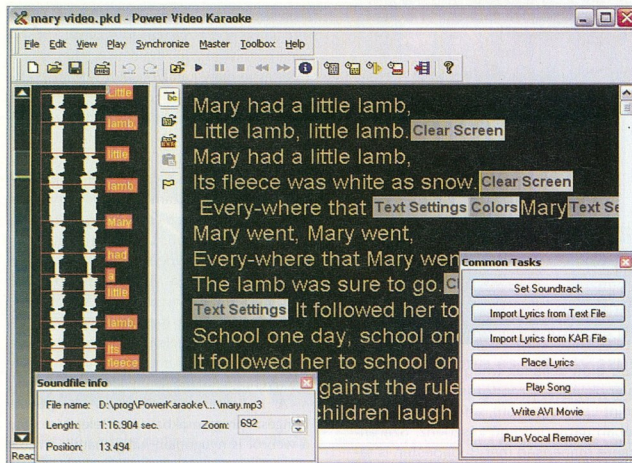 mary video.pkd - Power Video Karaoke
File Edit View Play Synchronize Master Toolbox Help
Little
lamb,
little
lamb.
Mary
had
a
little
lamb,
Its
fleece
Mary had a little lamb,
Little lamb, little lamb. Clear Screen
Mary had a little lamb,
Its fleece was white as snow. Clear Screen
Every-where that Text Settings Colors Mary Text Se
Mary went, Mary went,
Every-where that Mary wen
The lamb was sure to go. Cl
Text Settings It followed her to
School one day, school on
It followed her to school on
gainst the rule
children laugh
Common Tasks
Set Soundtrack
Import Lyrics from Text File
Import Lyrics from KAR File
Place Lyrics
Play Song
Write AVI Movie
Run Vocal Remover
Soundfile info
File name: D:\prog\PowerKaraoke\...\mary.mp3
Length: 1:16.904 sec. Zoom: 692
Position: 13.494
Reac